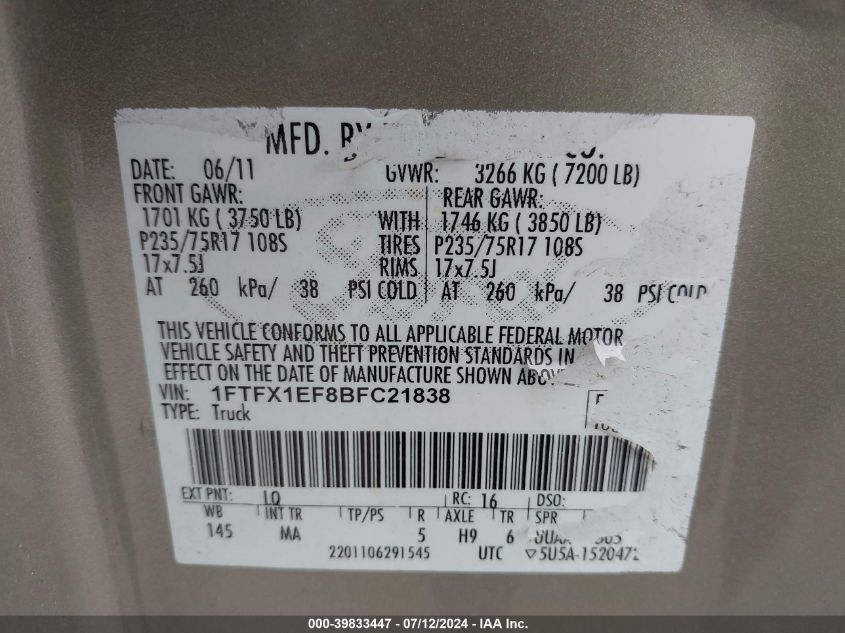 MFD. BY
DATE: 06/11 GVWR: 3266 KG ( 7200 LB)
FRONT GAWR: REAR GAWR:
1701 KG ( 3750 LB) WITH 1746 KG ( 3850 LB)
P235/75R17 108S TIRES P235/75R17 108S
17x7.5J RIMS 17x7.5J
AT 260 kPa/ 38 PSI COLD AT 260 kPa/ 38 PSI COLD
THIS VEHICLE CONFORMS TO ALL APPLICABLE FEDERAL MOTOR
VEHICLE SAFETY AND THEFT PREVENTION STANDARDS IN
EFFECT ON THE DATE OF MANUFACTURE SHOWN ABOVE
VIN: 1FTFX1EF8BFC21838
TYPE: Truck
EXT PNT: LQ RC: 16 DSO:
WB INT TR TP/PS R AXLE TR SPR
145 MA 5 H9 6
2201106291545 UTC ▽5U5A-1520472
000-39833447 - 07/12/2024 - IAA Inc.